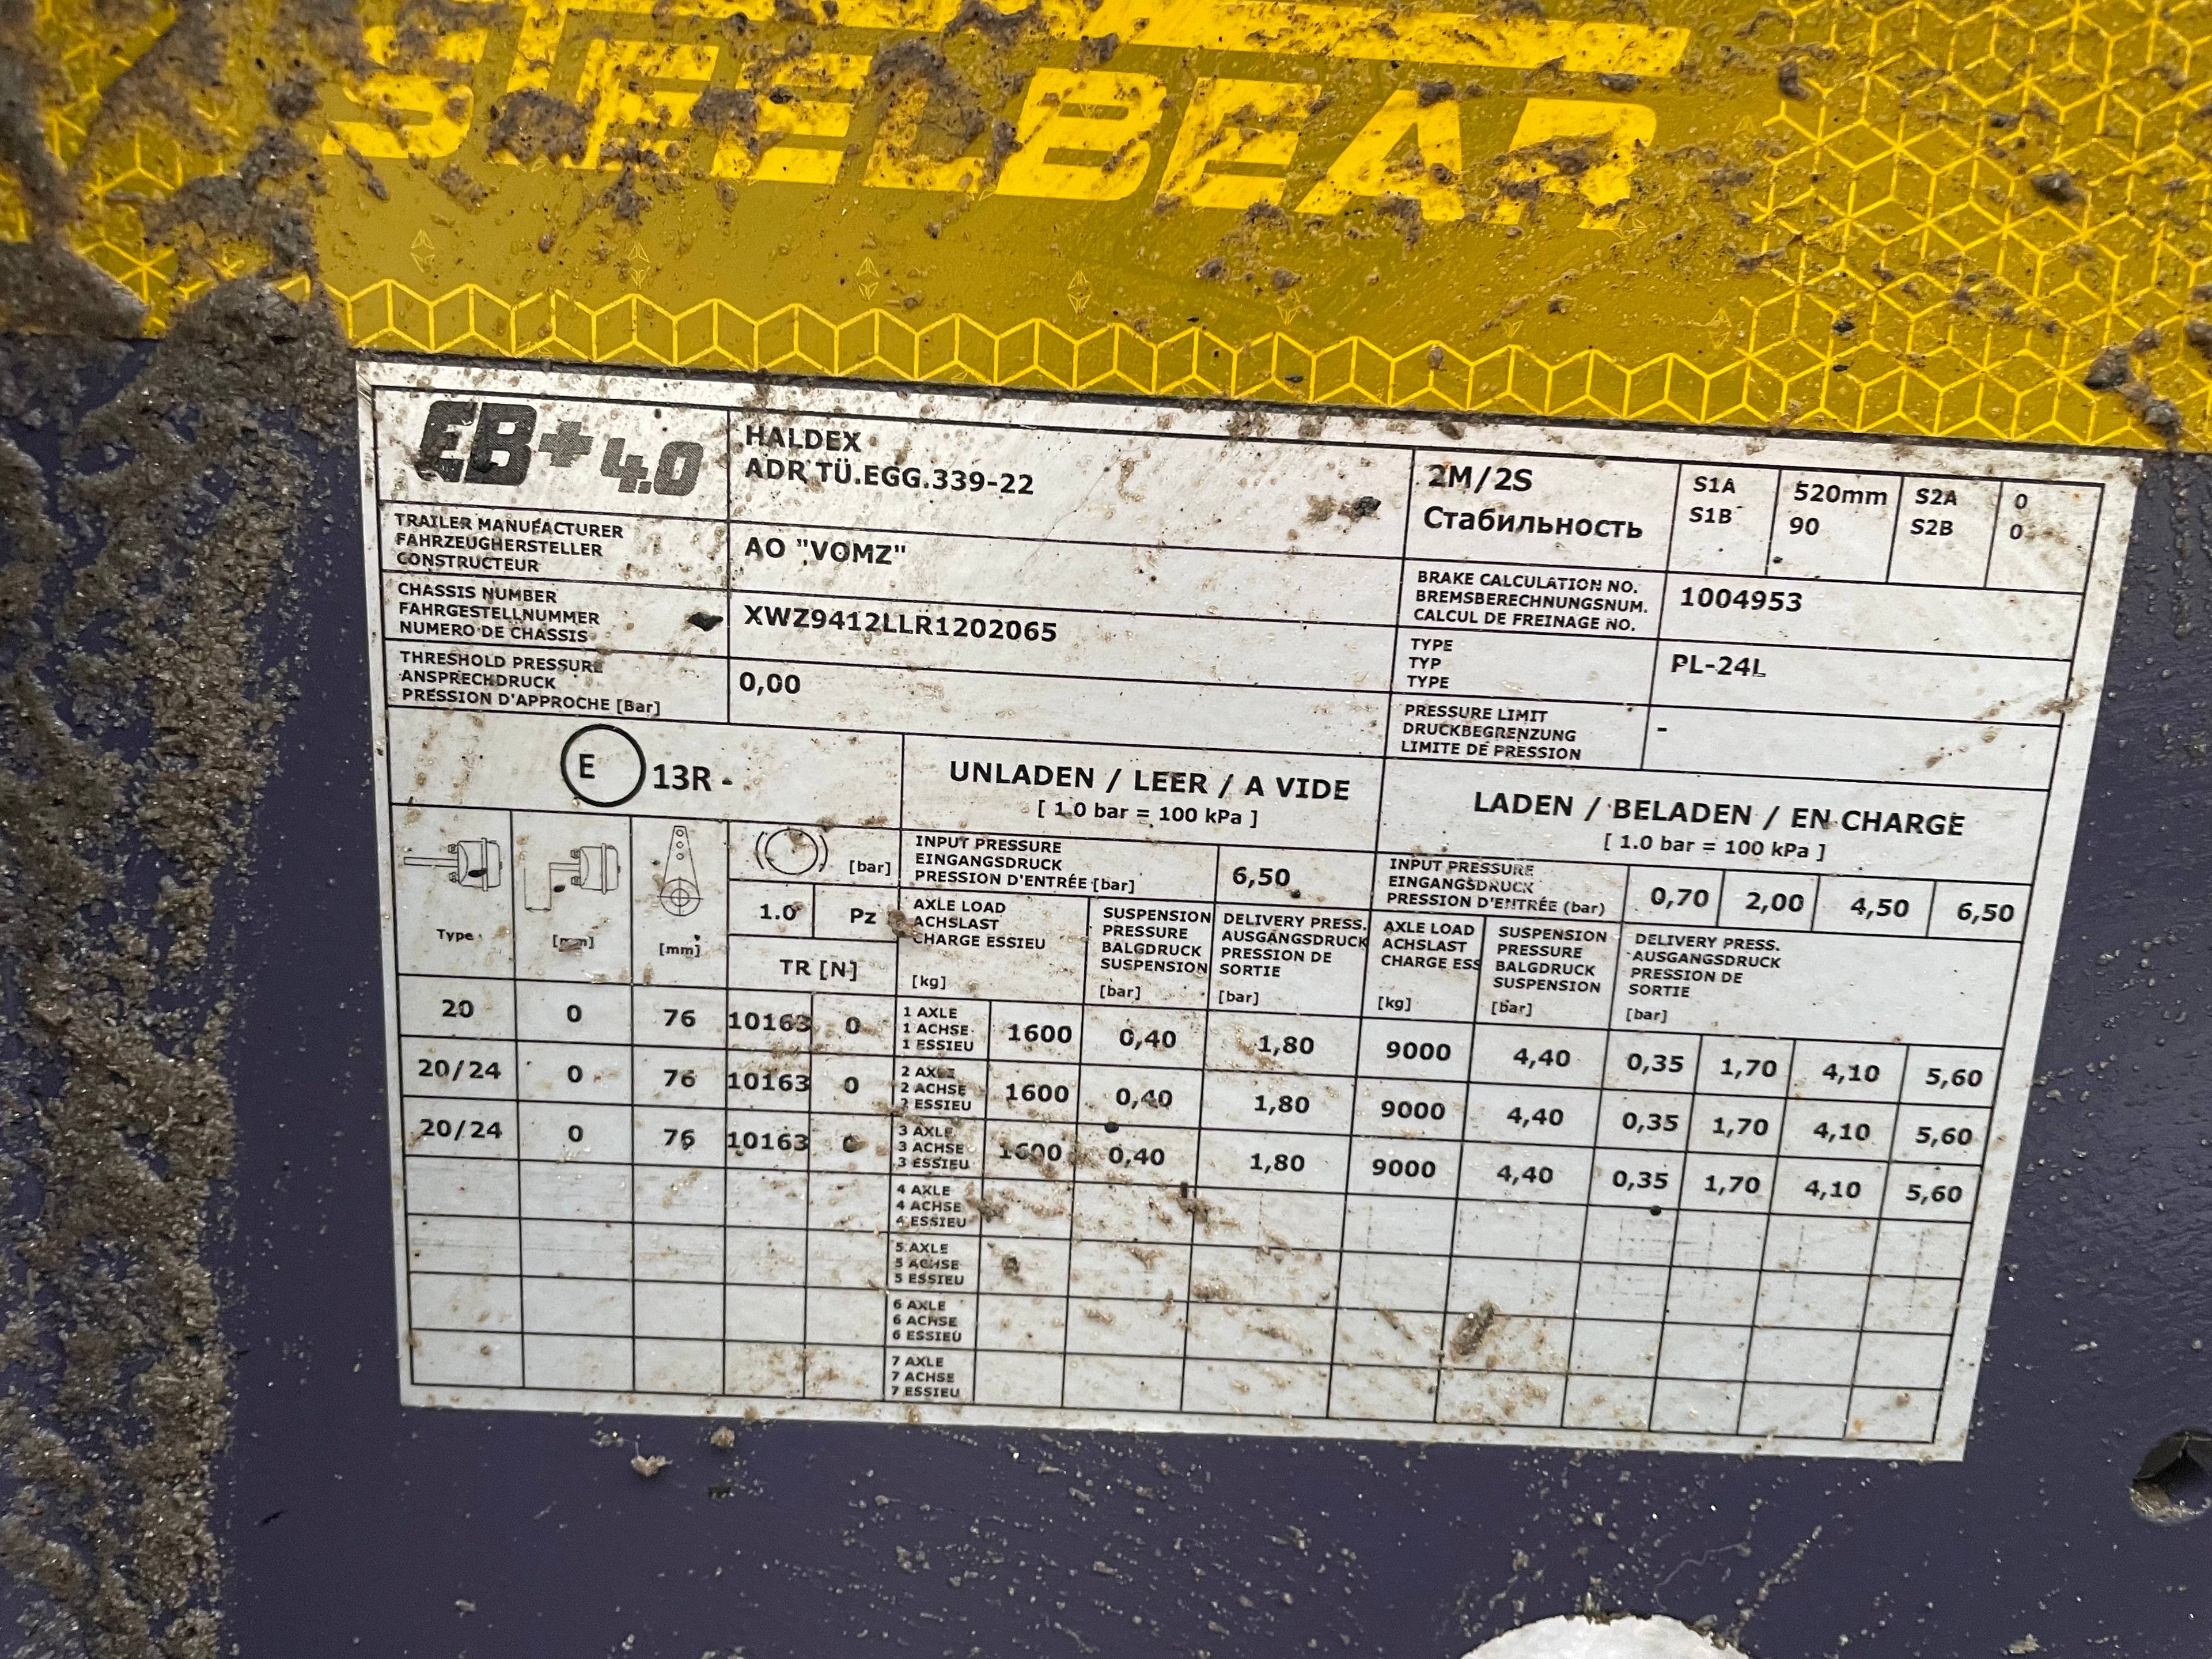 STEELBEAR
EB+ 4.0
HALDEX
ADR TÜ.EGG.339-22
2M/2S
Стабильность
S1A 520mm S2A 0
S1B 90 S2B 0
TRAILER MANUFACTURER
FAHRZEUGHERSTELLER
CONSTRUCTEUR
AO "VOMZ"
BRAKE CALCULATION NO.
BREMSBERECHNUNGSNUM.
CALCUL DE FREINAGE NO.
1004953
CHASSIS NUMBER
FAHRGESTELLNUMMER
NUMERO DE CHASSIS
XWZ9412LLR1202065
TYPE
TYP
TYPE
PL-24L
THRESHOLD PRESSURE
ANSPRECHDRUCK
PRESSION D'APPROCHE [Bar]
0,00
PRESSURE LIMIT
DRUCKBEGRENZUNG
LIMITE DE PRESSION
-
E 13R -
UNLADEN / LEER / A VIDE
[ 1.0 bar = 100 kPa ]
LADEN / BELADEN / EN CHARGE
[ 1.0 bar = 100 kPa ]
Type
[mm]
[mm]
[bar]
1.0 Pz
TR [N]
INPUT PRESSURE
EINGANGSDRUCK
PRESSION D'ENTRÉE [bar]
6,50
INPUT PRESSURE
EINGANGSDRUCK
PRESSION D'ENTRÉE (bar)
0,70 2,00 4,50 6,50
AXLE LOAD
ACHSLAST
CHARGE ESSIEU
[kg]
SUSPENSION
PRESSURE
BALGDRUCK
SUSPENSION
[bar]
DELIVERY PRESS.
AUSGANGSDRUCK
PRESSION DE
SORTIE
[bar]
AXLE LOAD
ACHSLAST
CHARGE ESS
[kg]
SUSPENSION
PRESSURE
BALGDRUCK
SUSPENSION
[bar]
DELIVERY PRESS.
AUSGANGSDRUCK
PRESSION DE
SORTIE
[bar]
20 0 76 10163 0
1 AXLE
1 ACHSE
1 ESSIEU
1600 0,40 1,80 9000 4,40 0,35 1,70 4,10 5,60
20/24 0 76 10163 0
2 AXLE
2 ACHSE
2 ESSIEU
1600 0,40 1,80 9000 4,40 0,35 1,70 4,10 5,60
20/24 0 76 10163 0
3 AXLE
3 ACHSE
3 ESSIEU
1600 0,40 1,80 9000 4,40 0,35 1,70 4,10 5,60
4 AXLE
4 ACHSE
4 ESSIEU
5 AXLE
5 ACHSE
5 ESSIEU
6 AXLE
6 ACHSE
6 ESSIEU
7 AXLE
7 ACHSE
7 ESSIEU